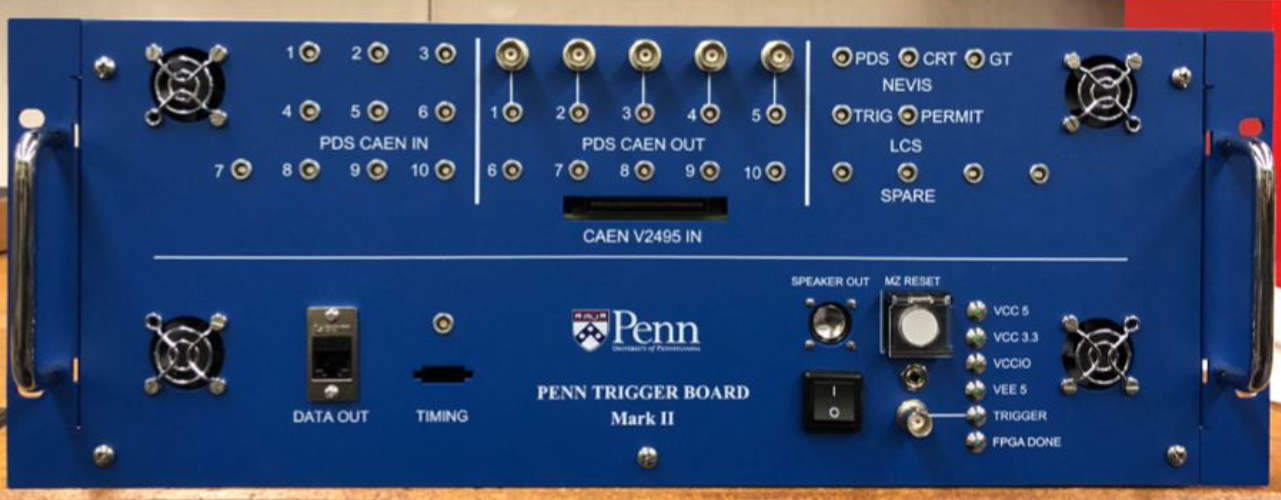 1 2 3
4 5 6
PDS CAEN IN
7 8 9 10
1 2 3 4 5
PDS CAEN OUT
6 7 8 9 10
CAEN V2495 IN
PDS CRT GT
NEVIS
TRIG PERMIT
LCS
SPARE
DATA OUT
TIMING
Penn
UNIVERSITY of PENNSYLVANIA
PENN TRIGGER BOARD
Mark II
SPEAKER OUT
MZ RESET
I
O
VCC 5
VCC 3.3
VCCIO
VEE 5
TRIGGER
FPGA DONE